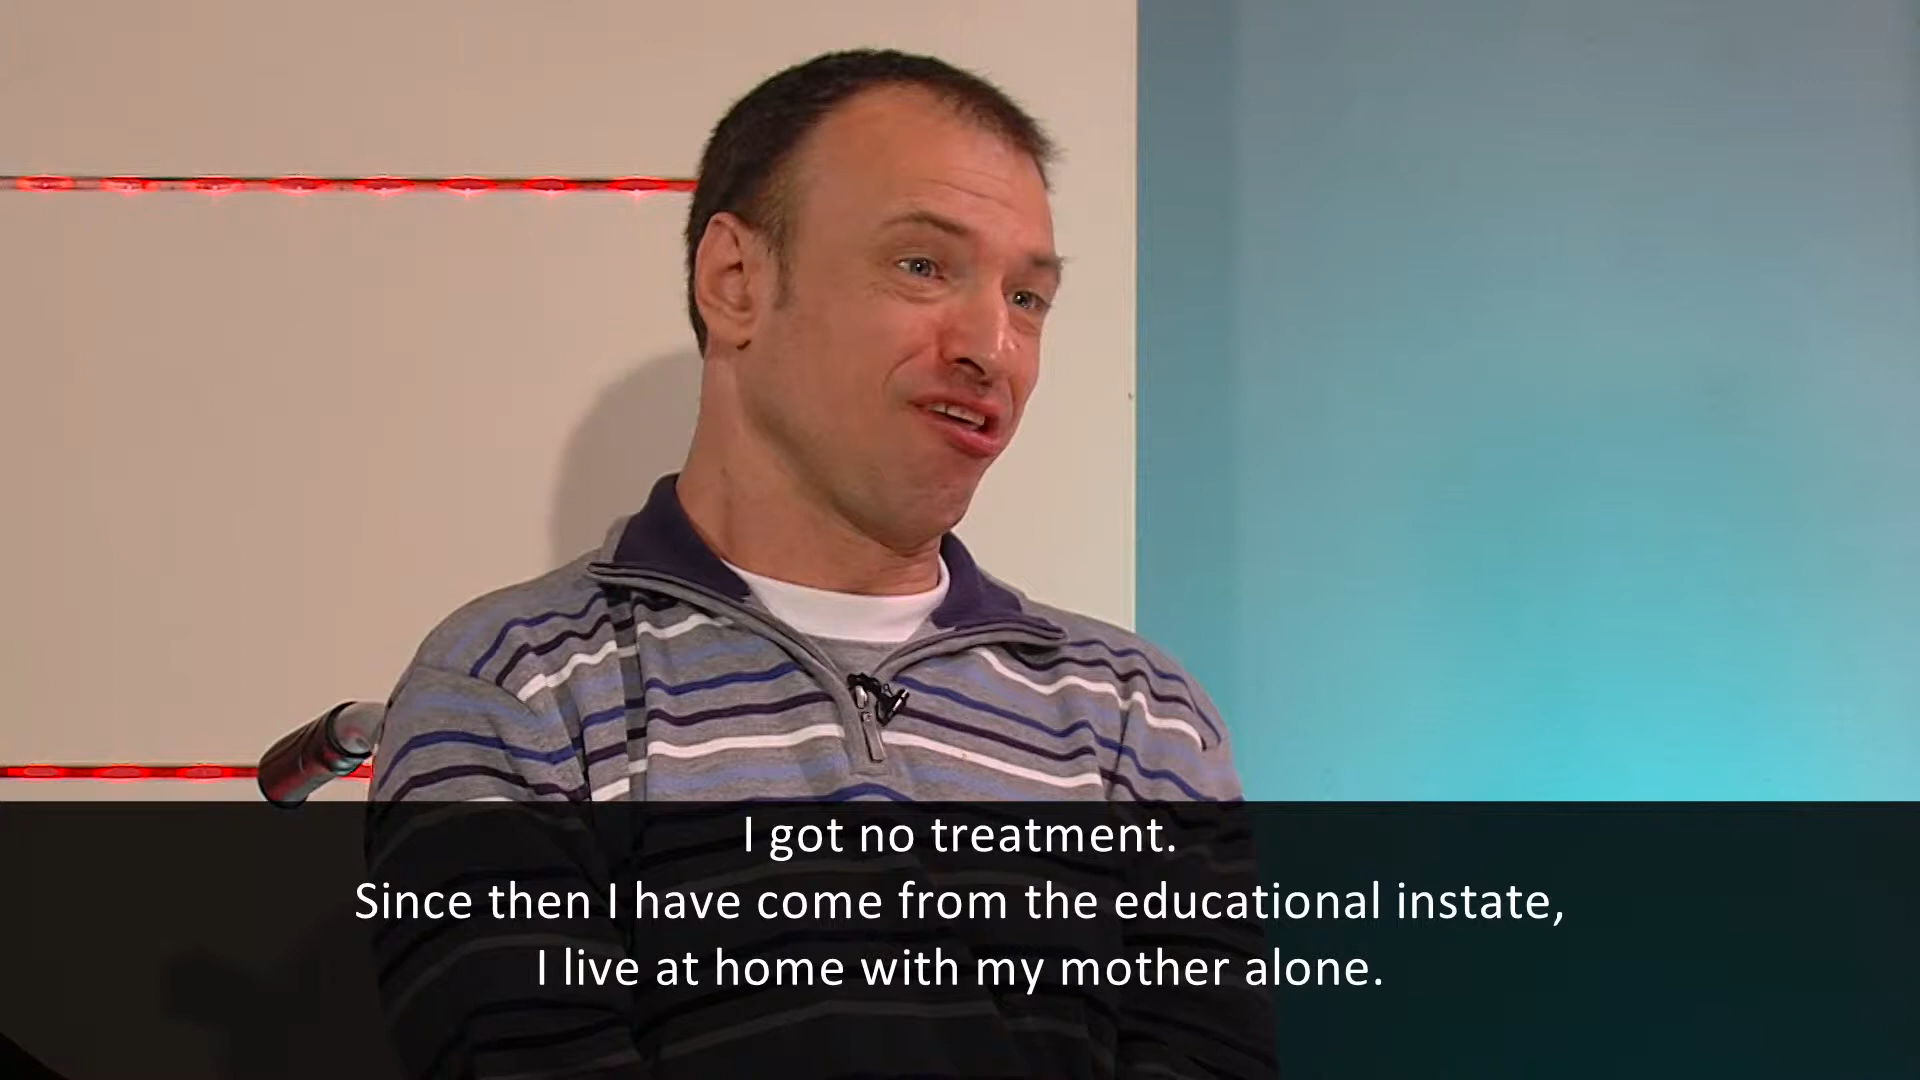 I got no treatment.
Since then I have come from the educational instate,
I live at home with my mother alone.